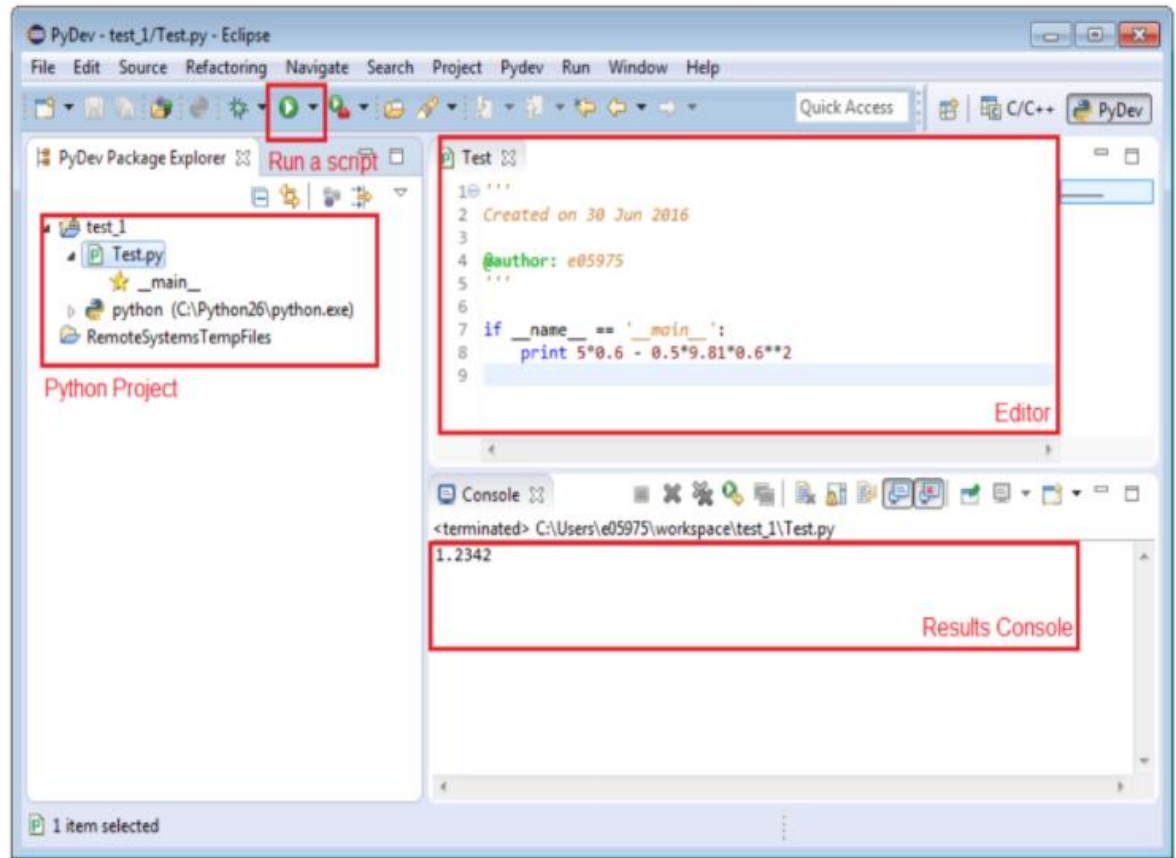 PyDev - test_1/Test.py - Eclipse
File Edit Source Refactoring Navigate Search Project Pydev Run Window Help
Quick Access C/C++ PyDev
PyDev Package Explorer
Run a script
test_1
Test.py
__main__
python (C:\Python26\python.exe)
RemoteSystemsTempFiles
Python Project
Test
1 '''
2 Created on 30 Jun 2016
3
4 @author: e05975
5 '''
6
7 if __name__ == '__main__':
8 print 5*0.6 - 0.5*9.81*0.6**2
9
Editor
Console
<terminated> C:\Users\e05975\workspace\test_1\Test.py
1.2342
Results Console
1 item selected